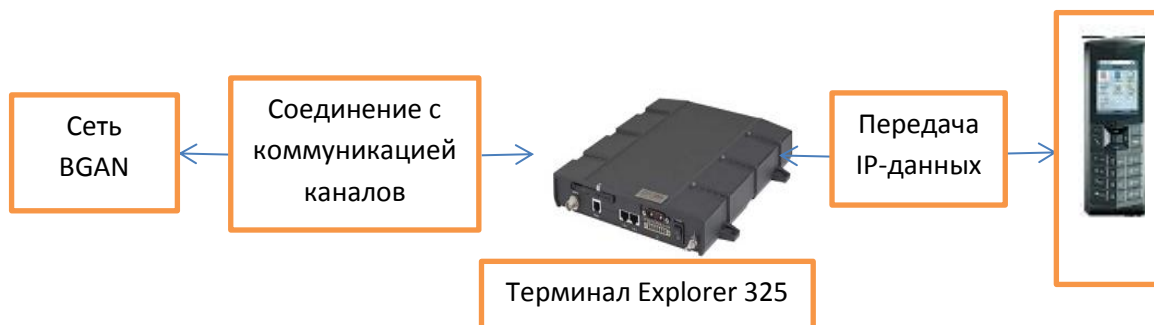 Сеть
BGAN
Соединение с
коммуникацией
каналов
Передача
IP-данных
Терминал Explorer 325